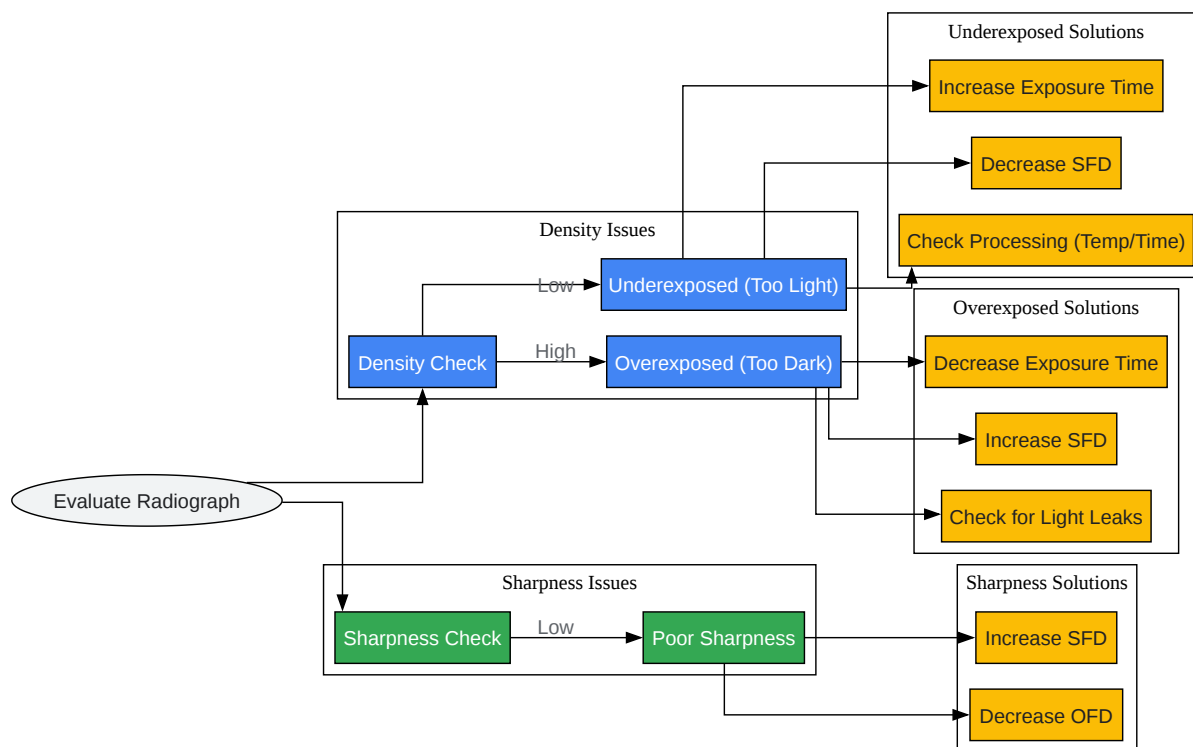 Underexposed Solutions
Increase Exposure Time
Decrease SFD
Check Processing (Temp/Time)
Density Issues
Low
Underexposed (Too Light)
Density Check
High
Overexposed (Too Dark)
Overexposed Solutions
Decrease Exposure Time
Increase SFD
Check for Light Leaks
Evaluate Radiograph
Sharpness Issues
Sharpness Check
Low
Poor Sharpness
Sharpness Solutions
Increase SFD
Decrease OFD